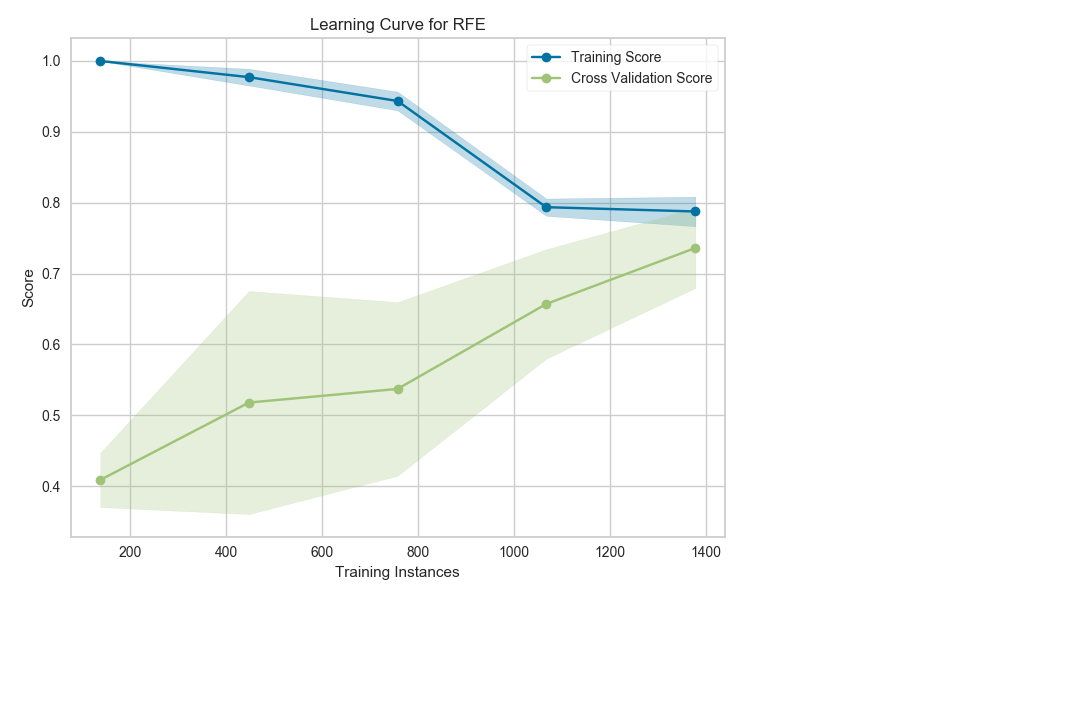 Learning Curve for RFE
Training Score
Cross Validation Score
1.0
0.9
0.8
0.7
0.6
0.5
0.4
Score
200 400 600 800 1000 1200 1400
Training Instances